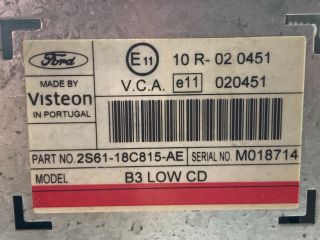 Ford
E11 10 R- 02 0451
MADE BY
Visteon
IN PORTUGAL
V.C.A. e11 020451
PART NO. 2S61-18C815-AE SERIAL NO. M018714
MODEL B3 LOW CD